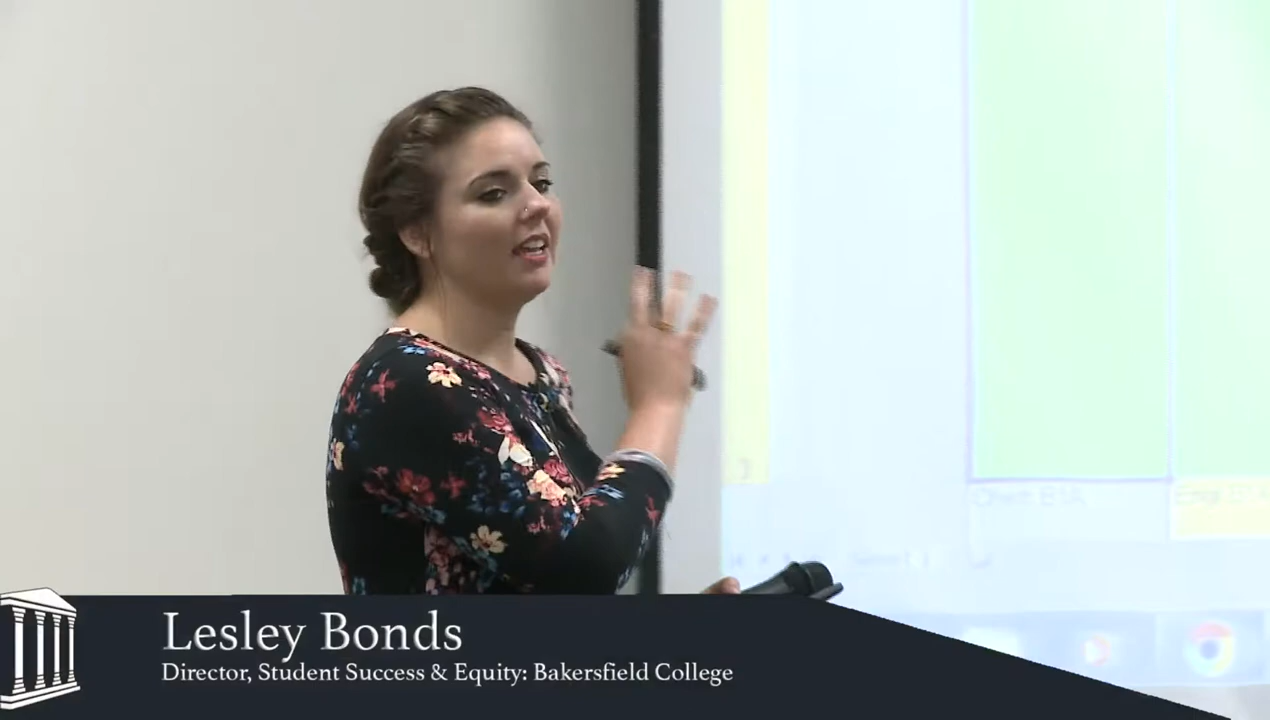 Lesley Bonds
Director, Student Success & Equity: Bakersfield College